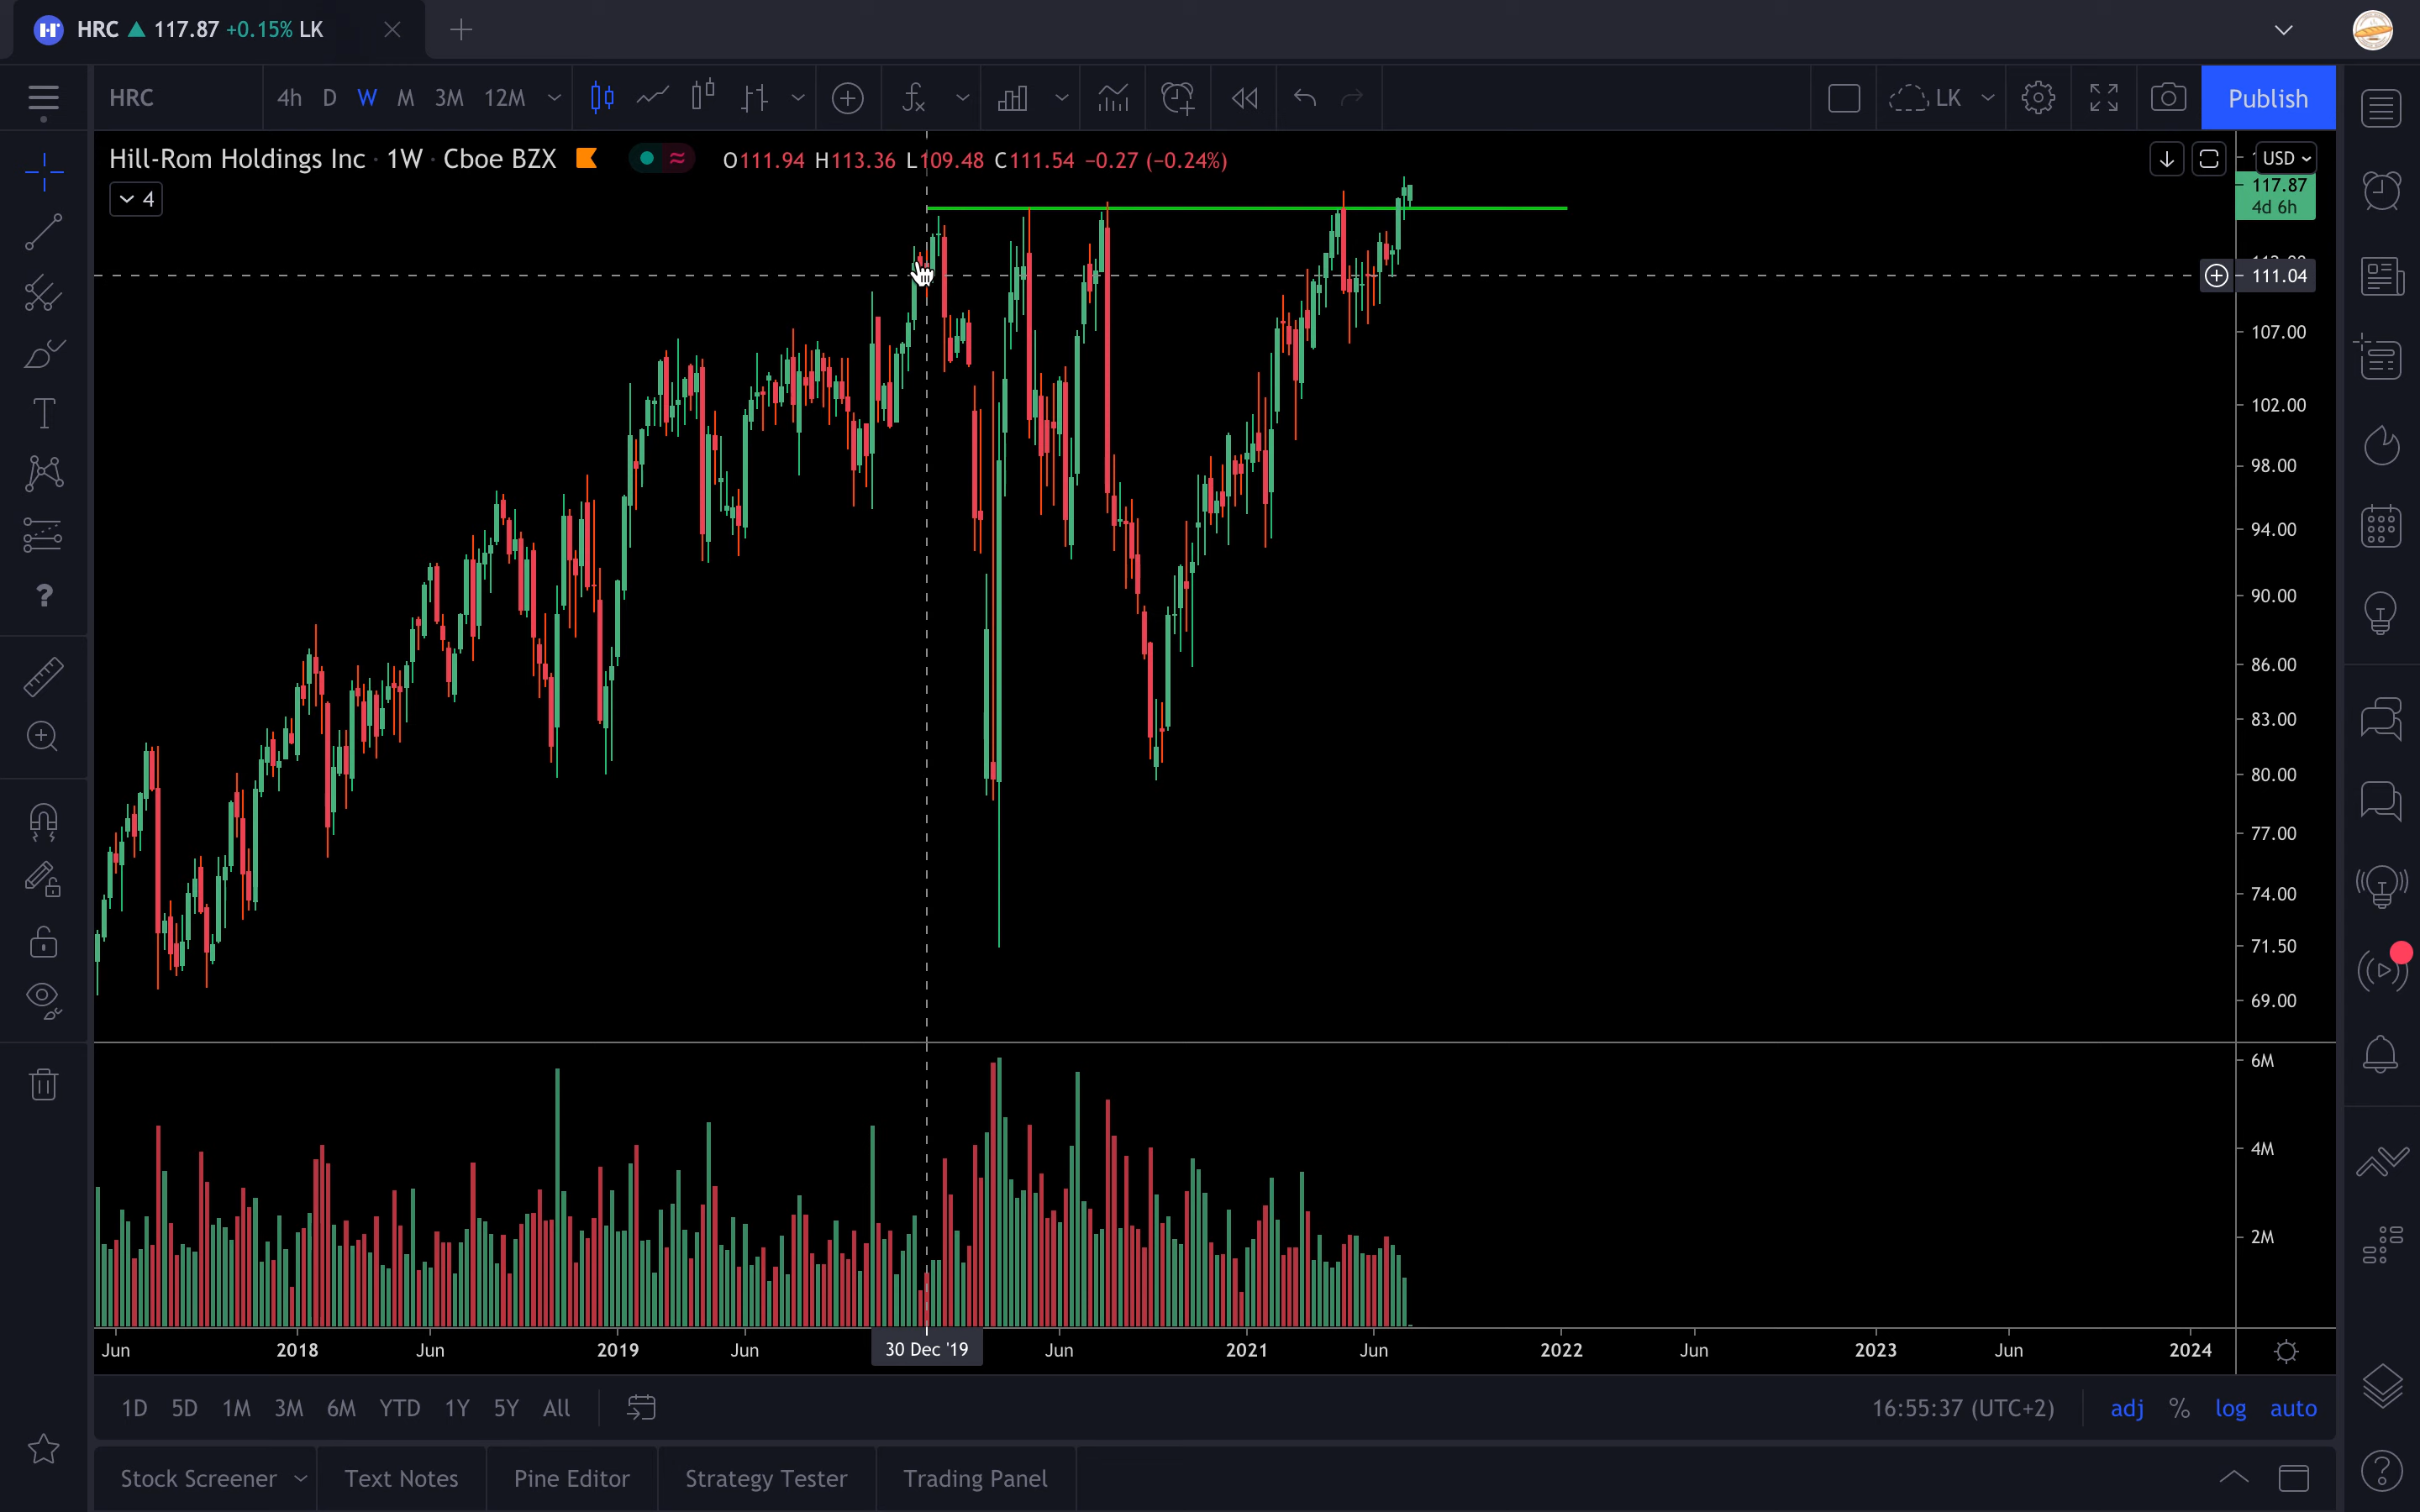 HRC ▲ 117.87 +0.15% LK
HRC 4h D W M 3M 12M fx LK Publish
Hill-Rom Holdings Inc · 1W · Cboe BZX O111.94 H113.36 L109.48 C111.54 −0.27 (−0.24%)
USD
4
117.87
4d 6h
111.04
107.00
102.00
98.00
94.00
90.00
86.00
83.00
80.00
77.00
74.00
71.50
69.00
6M
4M
2M
Jun 2018 Jun 2019 Jun 30 Dec '19 Jun 2021 Jun 2022 Jun 2023 Jun 2024
1D 5D 1M 3M 6M YTD 1Y 5Y All 16:55:37 (UTC+2) adj % log auto
Stock Screener Text Notes Pine Editor Strategy Tester Trading Panel